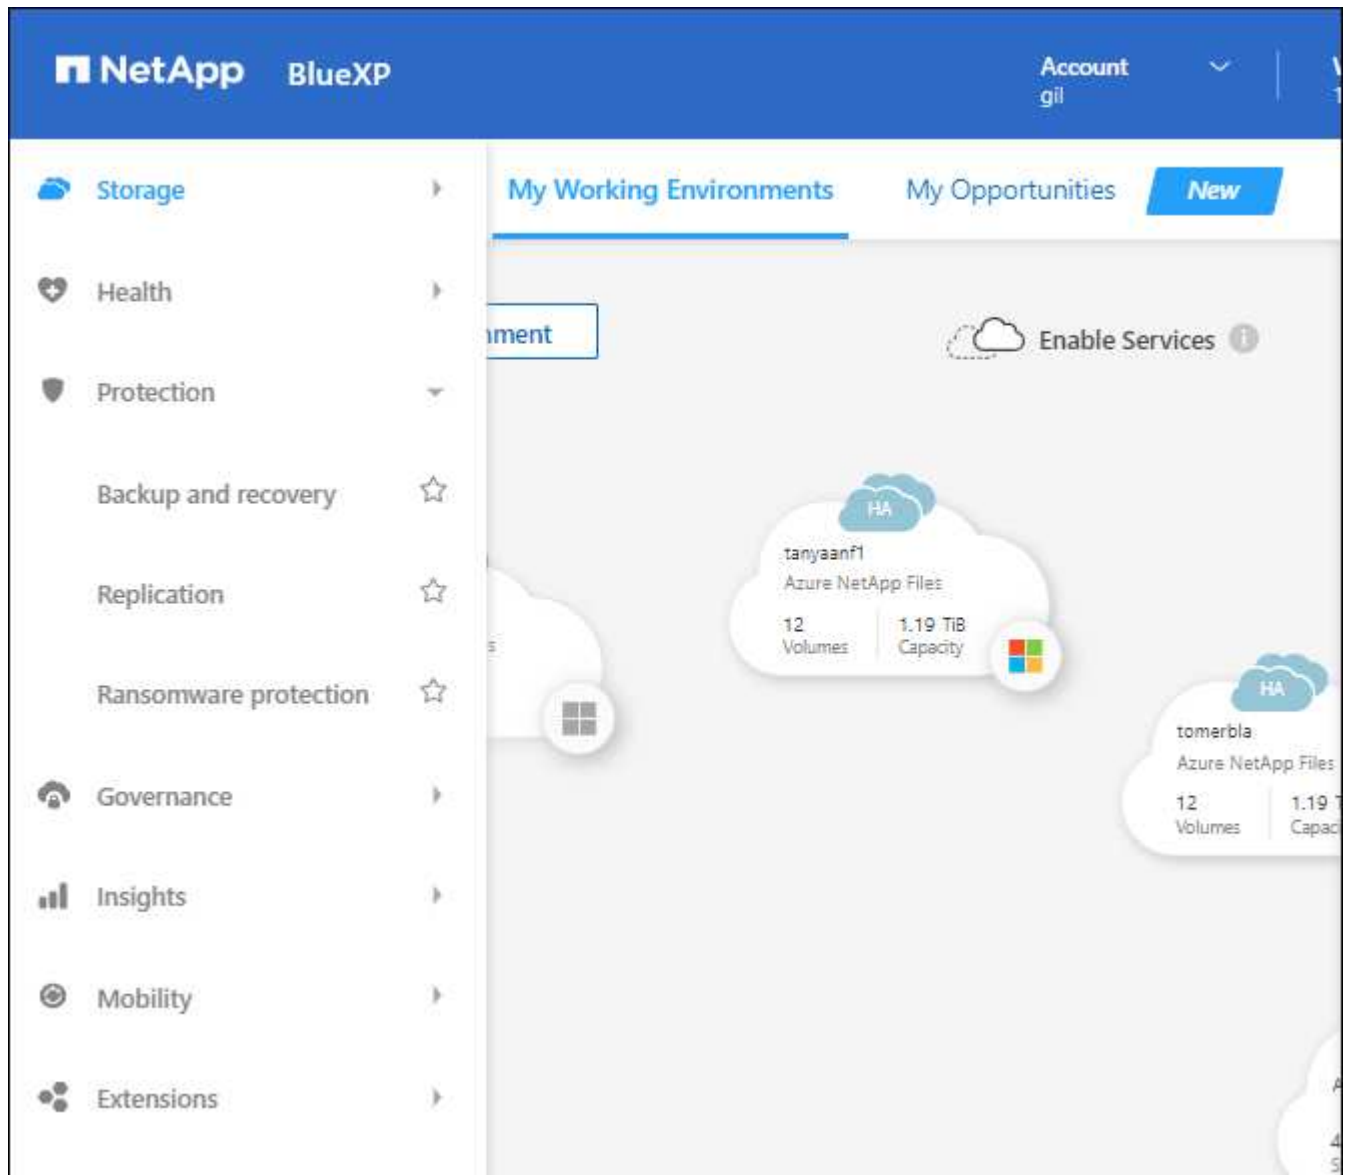 NetApp BlueXP
Account
gil
Storage
Health
Protection
Backup and recovery
Replication
Ransomware protection
Governance
Insights
Mobility
Extensions
My Working Environments My Opportunities New
Enable Services
HA
tanyaanf1
Azure NetApp Files
12 1.19 TiB
Volumes Capacity
HA
tomerbla
Azure NetApp Files
12 1.19
Volumes